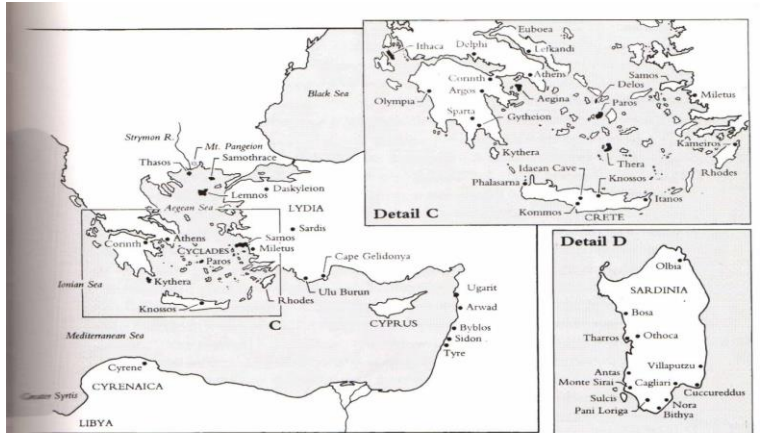 Black Sea
Strymon R.
Mt. Pangeion
Samothrace
Thasos
Lemnos
Daskyleion
Aegean Sea
LYDIA
Sardis
Corinth
Athens
Samos
CYCLADES
Miletus
Paros
Cape Gelidonya
Ionian Sea
Kythera
Rhodes
Ulu Burun
Knossos
C
CYPRUS
Ugarit
Arwad
Byblos
Sidon
Tyre
Mediterranean Sea
Cyrene
CYRENAICA
Greater Syrtis
LIBYA
Euboea
Ithaca
Delphi
Lefkandi
Corinth
Athens
Samos
Argos
Delos
Miletus
Olympia
Aegina
Paros
Sparta
Gytheion
Kameiros
Kythera
Thera
Rhodes
Idaean Cave
Phalasarna
Knossos
Itanos
Detail C
Kommos
CRETE
Detail D
Olbia
SARDINIA
Bosa
Tharros
Othoca
Villaputzu
Antas
Monte Sirai
Cagliari
Cuccureddus
Sulcis
Nora
Pani Loriga
Bithya